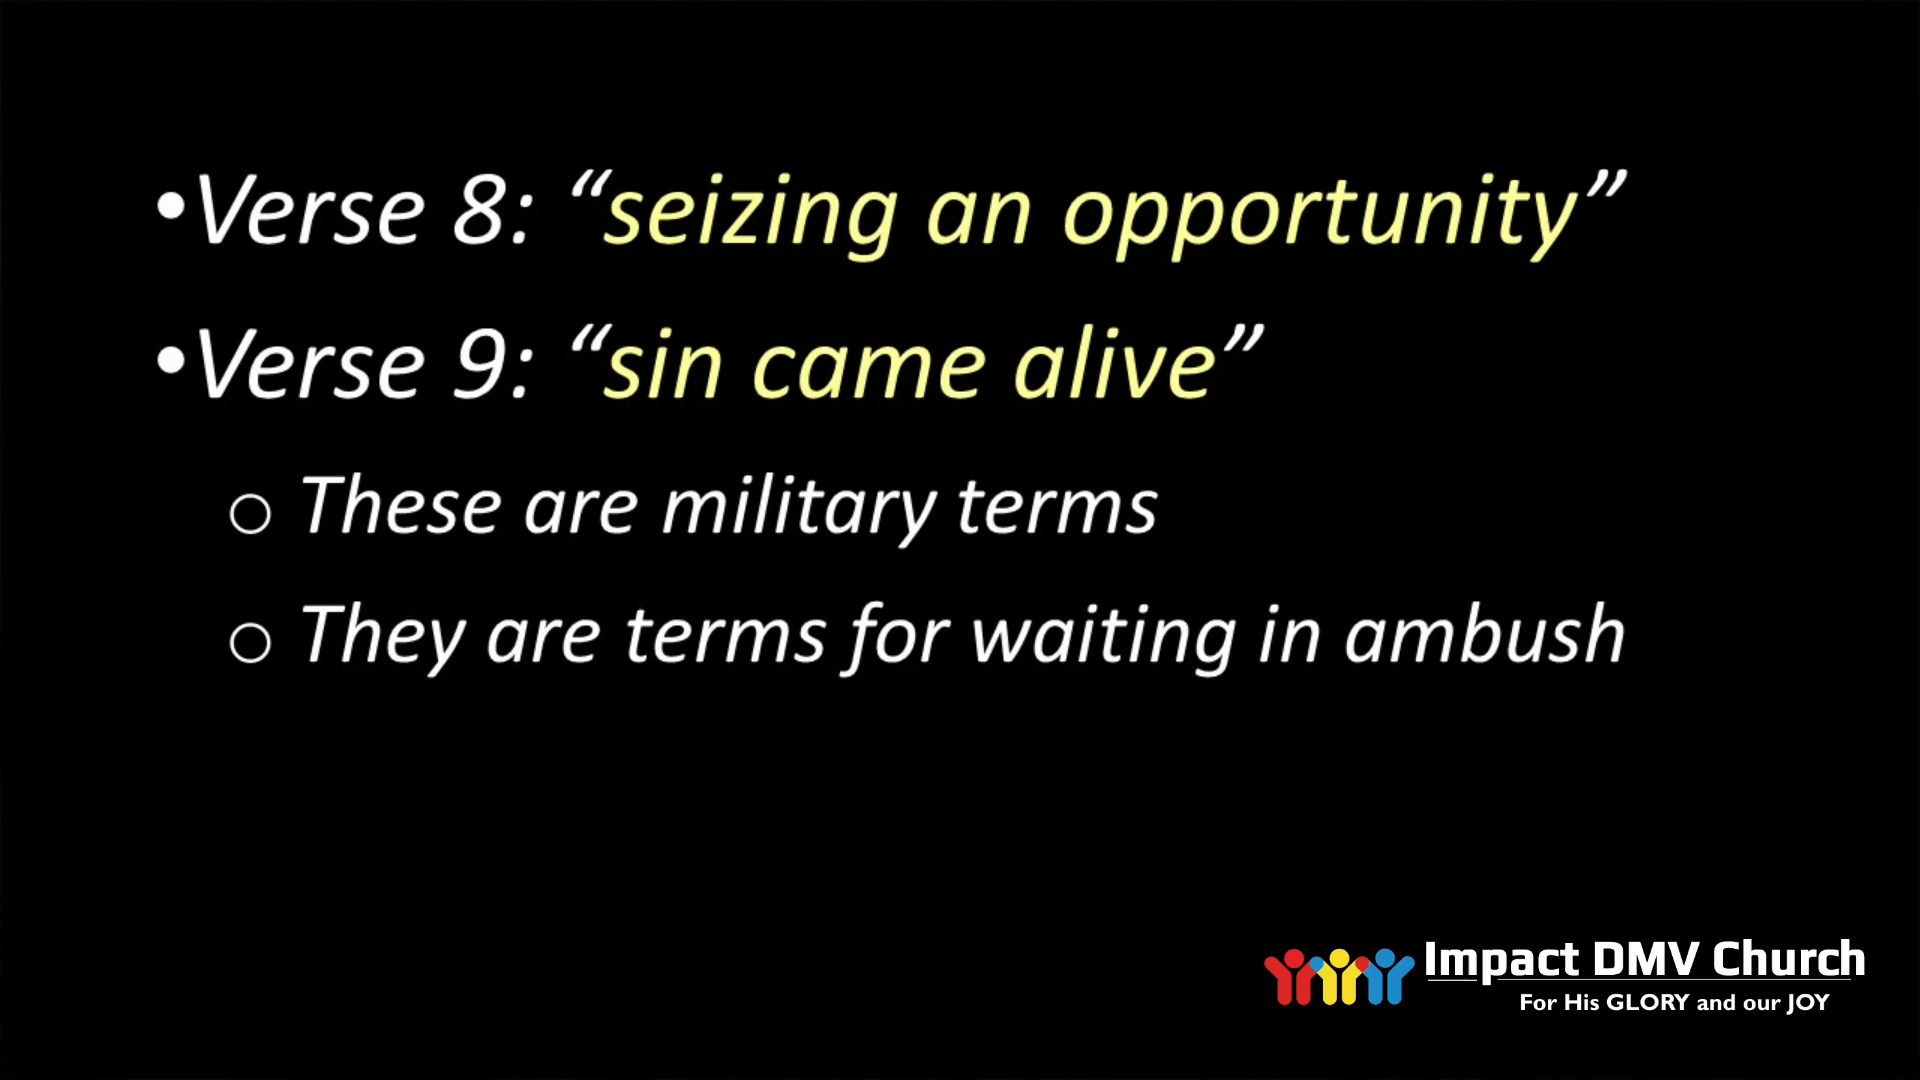 •Verse 8: “seizing an opportunity”
•Verse 9: “sin came alive”
o These are military terms
o They are terms for waiting in ambush
Impact DMV Church
For His GLORY and our JOY